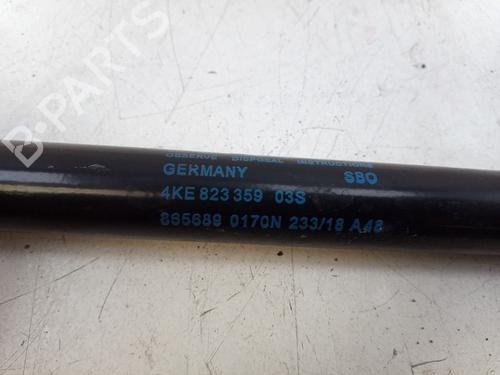 OBSERVE DISPOSAL INSTRUCTIONS
GERMANY SBO
4KE 823 359 03S
865689 0170N 233/18 A48
B-PARTS